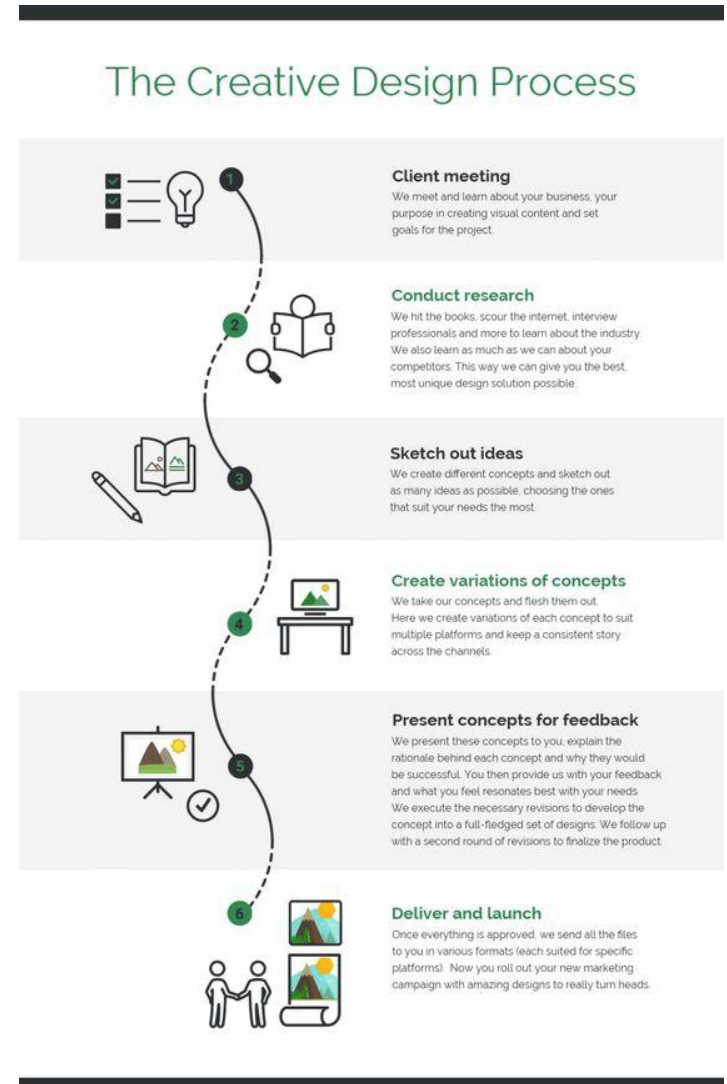 The Creative Design Process
1
Client meeting
We meet and learn about your business, your
purpose in creating visual content and set
goals for the project.
2
Conduct research
We hit the books, scour the internet, interview
professionals and more to learn about the industry.
We also learn as much as we can about your
competitors. This way we can give you the best,
most unique design solution possible.
3
Sketch out ideas
We create different concepts and sketch out
as many ideas as possible, choosing the ones
that suit your needs the most.
4
Create variations of concepts
We take our concepts and flesh them out.
Here we create variations of each concept to suit
multiple platforms and keep a consistent story
across the channels.
5
Present concepts for feedback
We present these concepts to you, explain the
rationale behind each concept and why they would
be successful. You then provide us with your feedback
and what you feel resonates best with your needs.
We execute the necessary revisions to develop the
concept into a full-fledged set of designs. We follow up
with a second round of revisions to finalize the product
6
Deliver and launch
Once everything is approved, we send all the files
to you in various formats (each suited for specific
platforms). Now you roll out your new marketing
campaign with amazing designs to really turn heads.